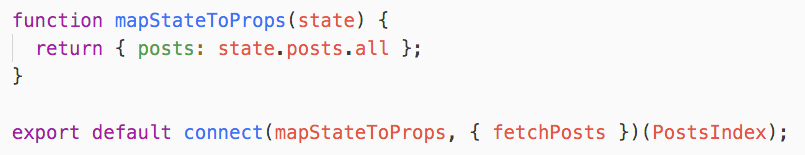 function mapStateToProps(state) {
  return { posts: state.posts.all };
}
export default connect(mapStateToProps, { fetchPosts })(PostsIndex);